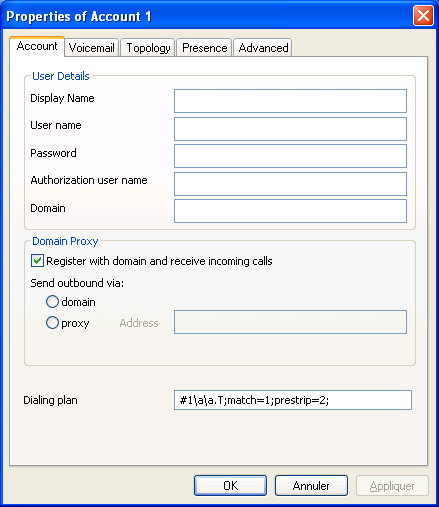 Properties of Account 1
Account Voicemail Topology Presence Advanced
User Details
Display Name
User name
Password
Authorization user name
Domain
Domain Proxy
Register with domain and receive incoming calls
Send outbound via:
domain
proxy Address
Dialing plan #1\a\a.T;match=1;prestrip=2;
OK Annuler Appliquer